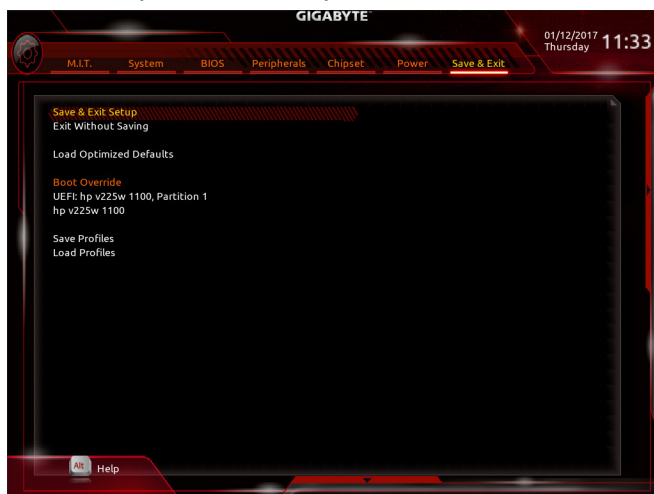 GIGABYTE™
01/12/2017
Thursday
11:33
M.I.T. System BIOS Peripherals Chipset Power Save & Exit
Save & Exit Setup
Exit Without Saving
Load Optimized Defaults
Boot Override
UEFI: hp v225w 1100, Partition 1
hp v225w 1100
Save Profiles
Load Profiles
Alt Help